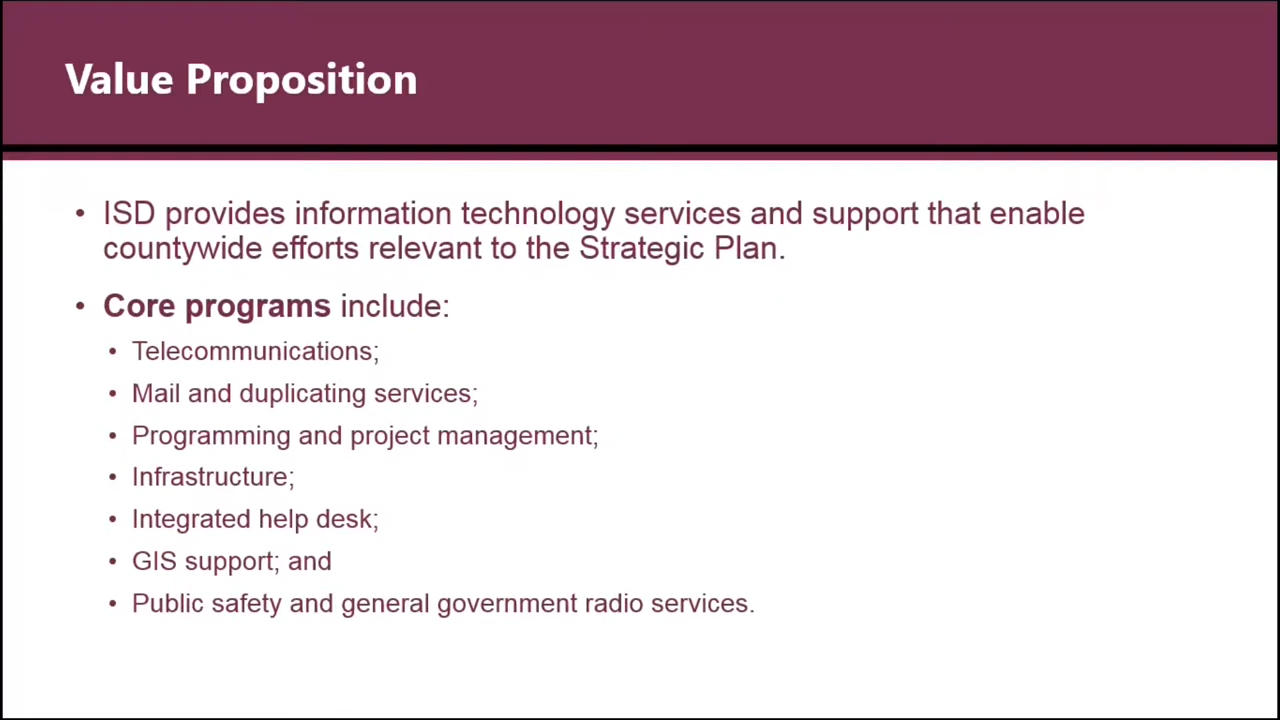 Value Proposition
• ISD provides information technology services and support that enable
countywide efforts relevant to the Strategic Plan.
• Core programs include:
• Telecommunications;
• Mail and duplicating services;
• Programming and project management;
• Infrastructure;
• Integrated help desk;
• GIS support; and
• Public safety and general government radio services.